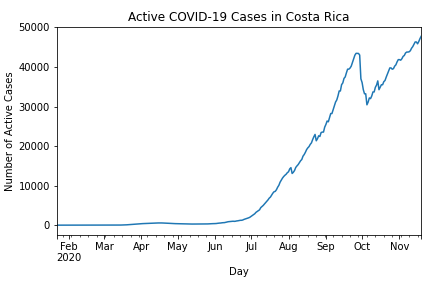 Active COVID-19 Cases in Costa Rica
50000
40000
30000
20000
10000
0
Number of Active Cases
Feb Mar Apr May Jun Jul Aug Sep Oct Nov
2020
Day